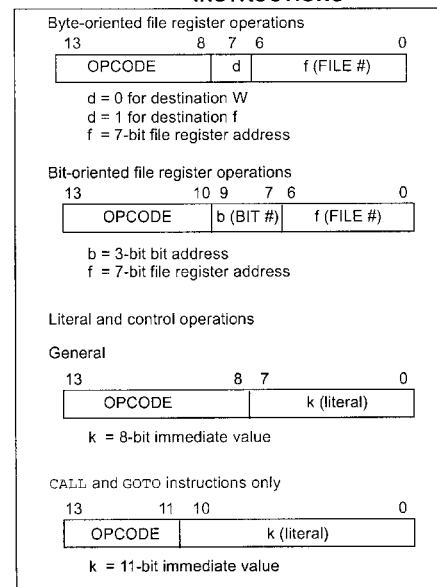 Byte-oriented file register operations
13 8 7 6 0
OPCODE d f (FILE #)
d = 0 for destination W
d = 1 for destination f
f = 7-bit file register address
Bit-oriented file register operations
13 10 9 7 6 0
OPCODE b (BIT #) f (FILE #)
b = 3-bit bit address
f = 7-bit file register address
Literal and control operations
General
13 8 7 0
OPCODE k (literal)
k = 8-bit immediate value
CALL and GOTO instructions only
13 11 10 0
OPCODE k (literal)
k = 11-bit immediate value